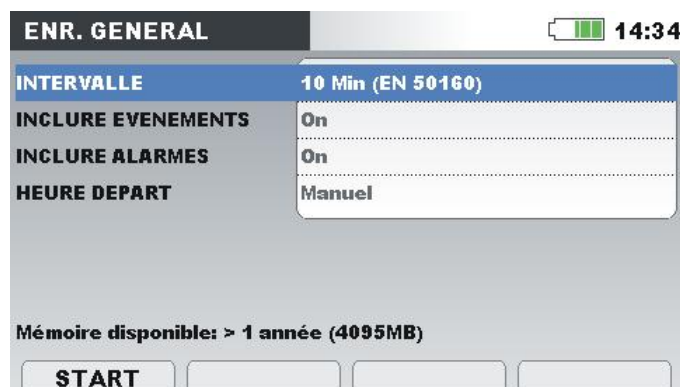 ENR. GENERAL 14:34
INTERVALLE 10 Min (EN 50160)
INCLURE EVENEMENTS On
INCLURE ALARMES On
HEURE DEPART Manuel
Mémoire disponible: > 1 année (4095MB)
START